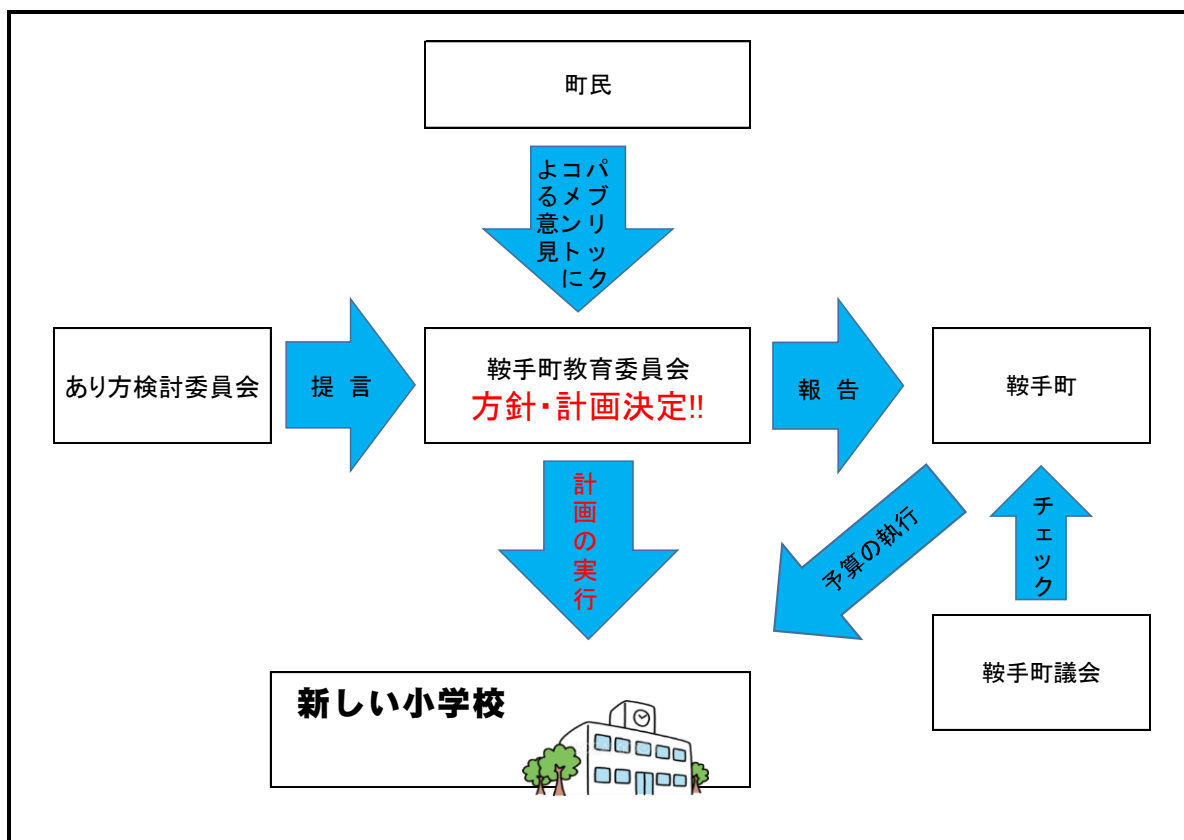 町民
パブリック
コメントに
よる意見
あり方検討委員会
提 言
鞍手町教育委員会
方針・計画決定!!
報 告
鞍手町
計画の実行
予算の執行
チェック
鞍手町議会
新しい小学校